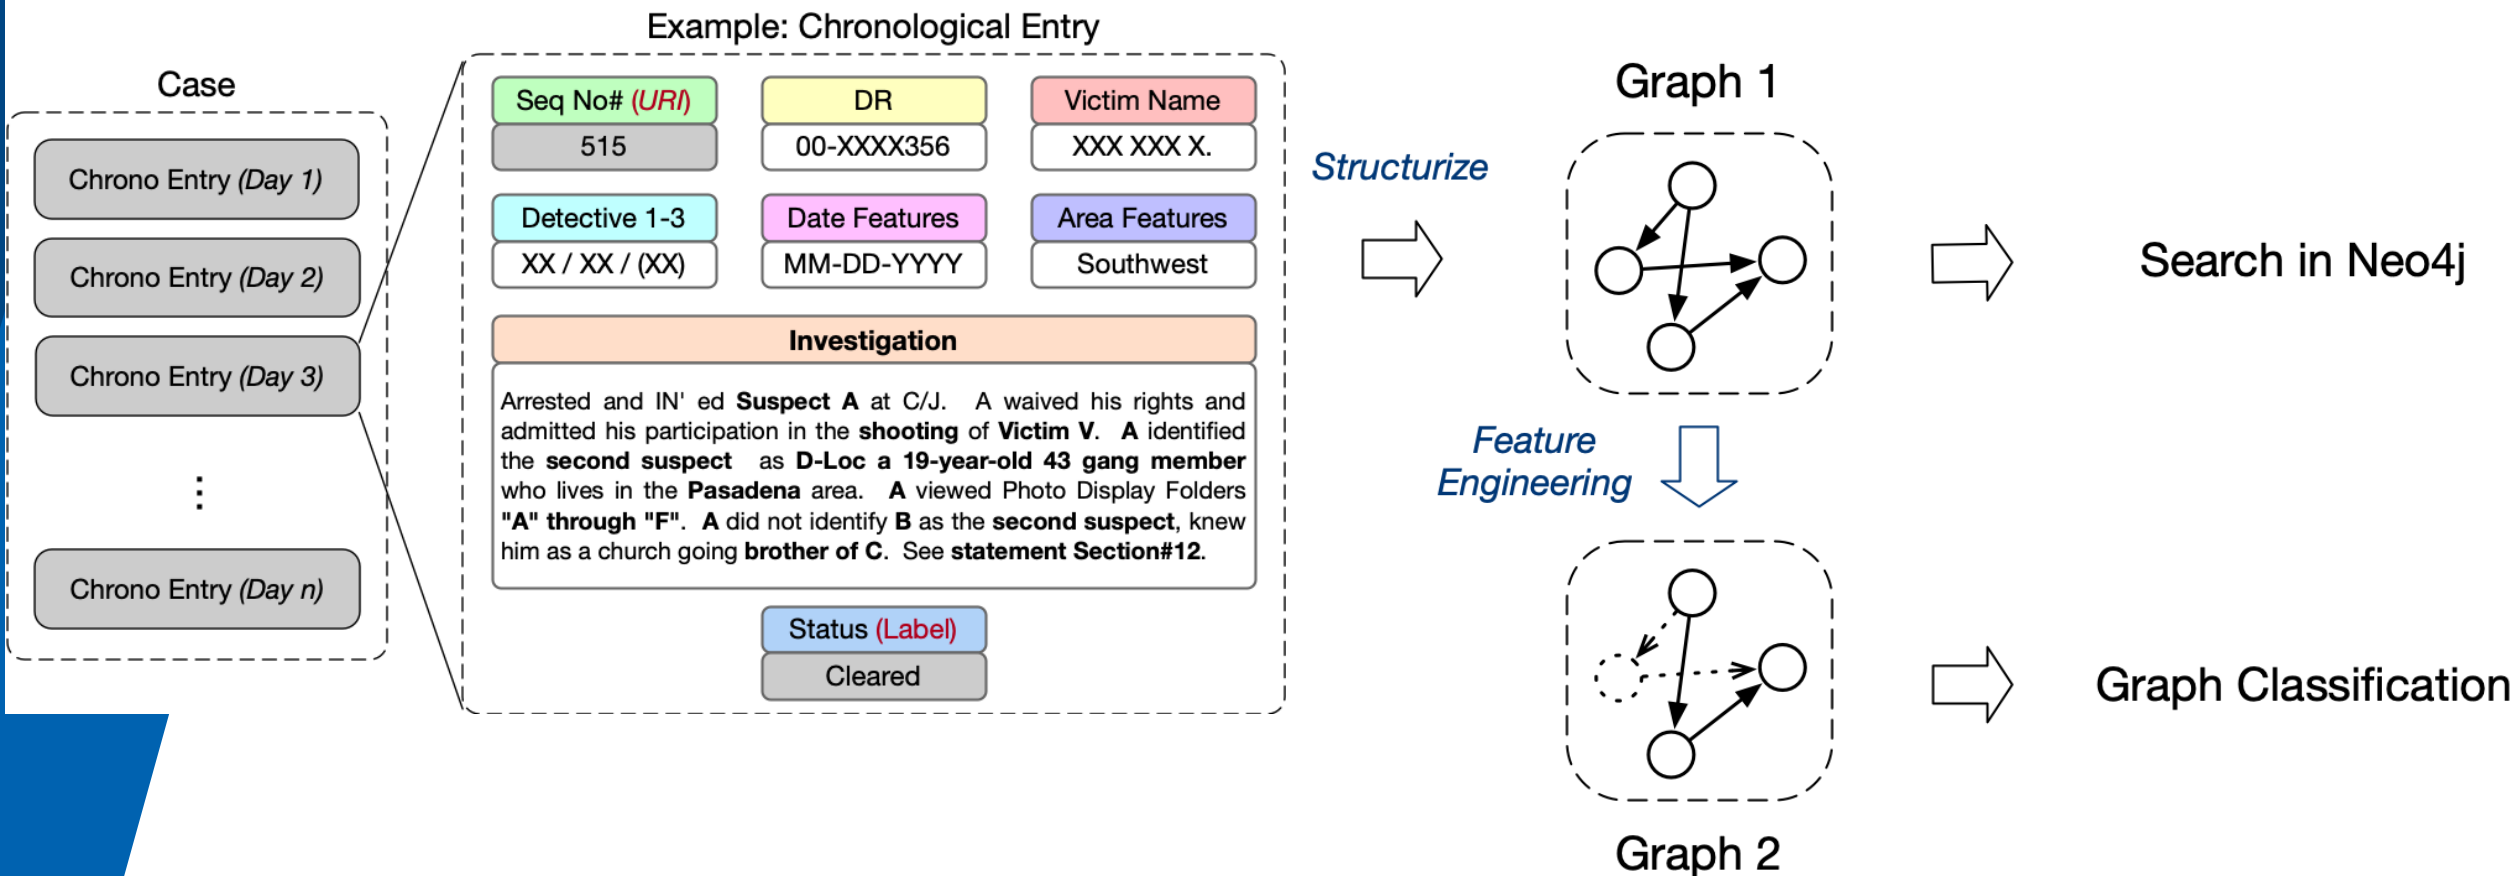 Example: Chronological Entry
Case
Chrono Entry (Day 1)
Chrono Entry (Day 2)
Chrono Entry (Day 3)
Chrono Entry (Day n)
Seq No# (URI)
515
DR
00-XXXX356
Victim Name
XXX XXX X.
Detective 1-3
XX / XX / (XX)
Date Features
MM-DD-YYYY
Area Features
Southwest
Investigation
Arrested and IN' ed Suspect A at C/J. A waived his rights and
admitted his participation in the shooting of Victim V. A identified
the second suspect as D-Loc a 19-year-old 43 gang member
who lives in the Pasadena area. A viewed Photo Display Folders
"A" through "F". A did not identify B as the second suspect, knew
him as a church going brother of C. See statement Section#12.
Status (Label)
Cleared
Structurize
Graph 1
Search in Neo4j
Feature
Engineering
Graph Classification
Graph 2